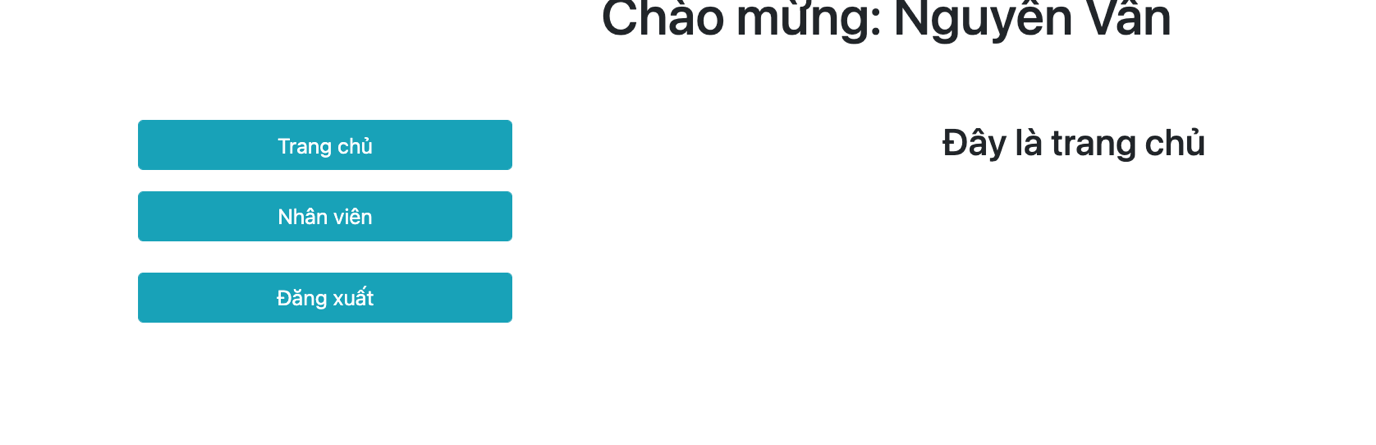 Chào mừng: Nguyễn Văn
Trang chủ
Đây là trang chủ
Nhân viên
Đăng xuất